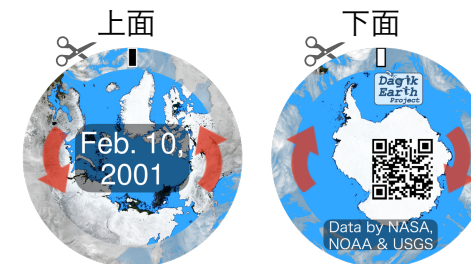 上面
下面
Feb. 10,
2001
Dagik
Earth
Project
Data by NASA,
NOAA & USGS